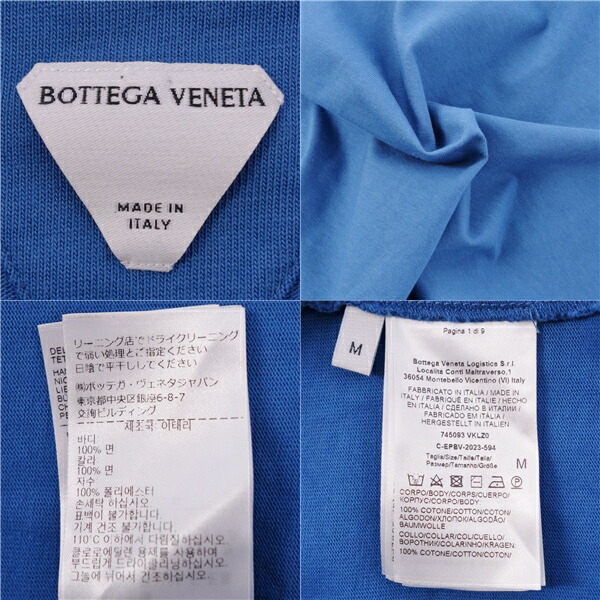 BOTTEGA VENETA
MADE IN
ITALY
リーニング店でドライクリーニング
で弱い処理とご指定ください
日陰で平干ししてください
㈱ボッテガ・ヴェネタジャパン
東京都中央区銀座6-8-7
交詢ビルディング
제조국: 이태리
바디
100% 면
칼라
100% 면
자수
100% 폴리에스터
손세탁 하십시오.
표백이 불가합니다.
기계 건조 불가합니다.
110°C 이하에서 다림질하십시오.
클로로에틸렌 용제를 사용하여
부드럽게 드라이클리닝하십시오
그늘에 뉘어서 건조하십시오.
M
Pagina 1 di 9
Bottega Veneta Logistics S.r.l.
Località Conti Maltraverso,1
36054 Montebello Vicentino (VI) Italy
FABBRICATO IN ITALIA / MADE IN
ITALY / FABRIQUÉ EN ITALIE / HECHO
EN ITALIA / СДЕЛАНО В ИТАЛИИ /
FABRICADO EM ITÁLIA /
HERGESTELLT IN ITALIEN
745093 VKLZ0
C-EPBV-2023-594
Taglia/Size/Taille/Talla/
Размер/Tamanho/Größe
M
CORPO/BODY/CORPS/CUERPO/
КОРПУС/CORPO/BODY
100% COTONE/COTTON/COTON/
ALGODON/ХЛОПОК/ALGODÃO/
BAUMWOLLE
COLLO/COLLAR/COL/CUELLO/
ВОРОТНИК/COLARINHO/KRAGEN:
100% COTONE/COTTON/COTON/